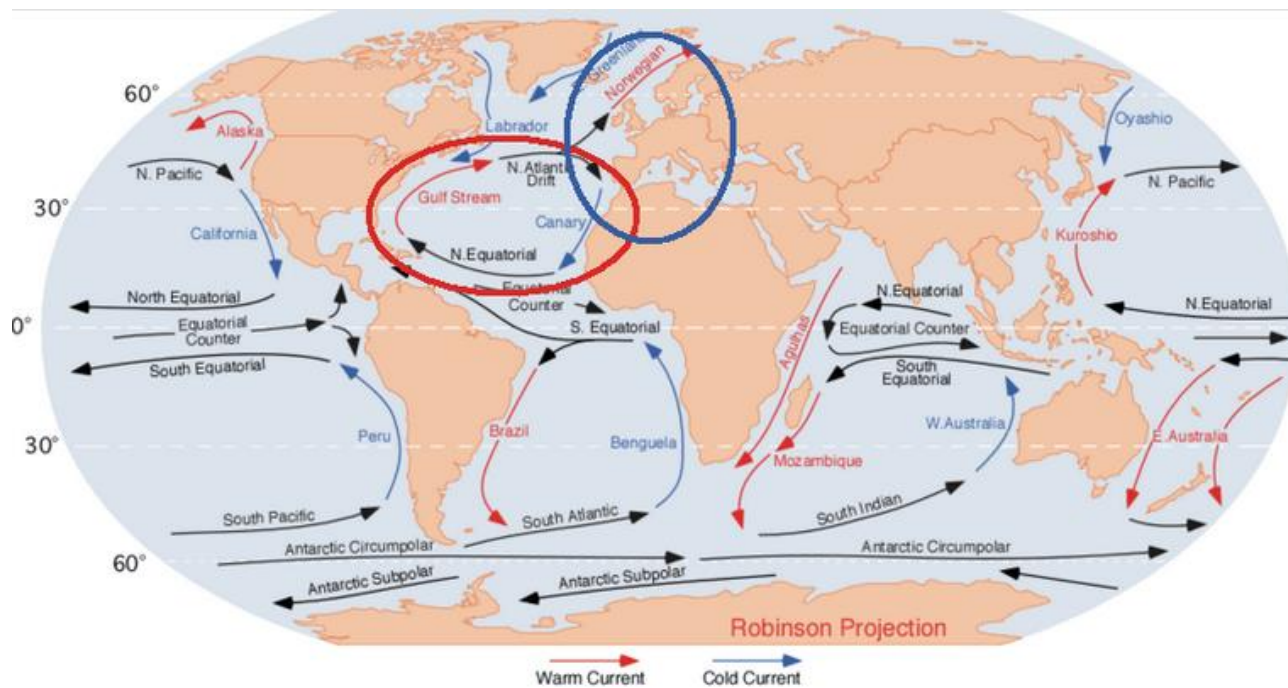 60°
30°
0°
30°
60°
Alaska
N. Pacific
California
North Equatorial
Equatorial
Counter
South Equatorial
Peru
South Pacific
Labrador
Greenland
Norwegian
N.Atlantic
Drift
Gulf Stream
Canary
N.Equatorial
Equatorial
Counter
S. Equatorial
Brazil
Benguela
South Atlantic
Antarctic Circumpolar
Antarctic Subpolar
Antarctic Subpolar
Agulhas
Mozambique
N.Equatorial
Equatorial Counter
South
Equatorial
W.Australia
South Indian
Antarctic Circumpolar
Oyashio
N. Pacific
Kuroshio
N.Equatorial
E.Australia
Robinson Projection
Warm Current
Cold Current